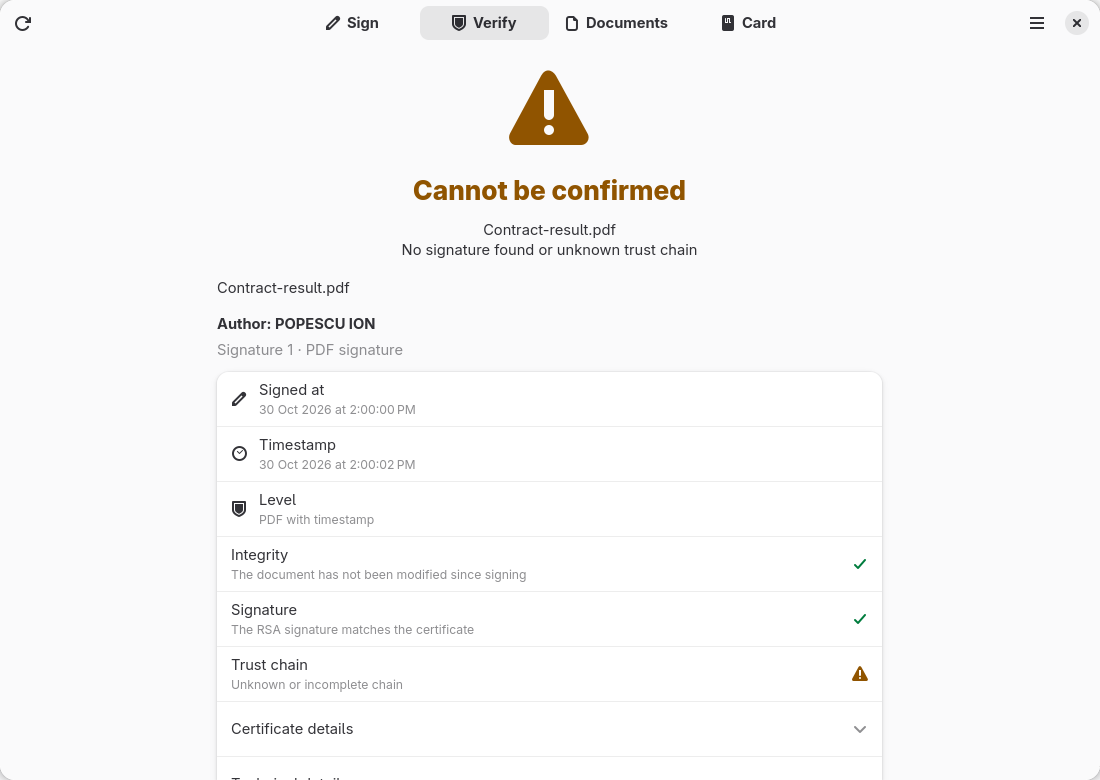 Sign
Verify
Documents
Card
Cannot be confirmed
Contract-result.pdf
No signature found or unknown trust chain
Contract-result.pdf
Author: POPESCU ION
Signature 1 · PDF signature
Signed at
30 Oct 2026 at 2:00:00 PM
Timestamp
30 Oct 2026 at 2:00:02 PM
Level
PDF with timestamp
Integrity
The document has not been modified since signing
Signature
The RSA signature matches the certificate
Trust chain
Unknown or incomplete chain
Certificate details